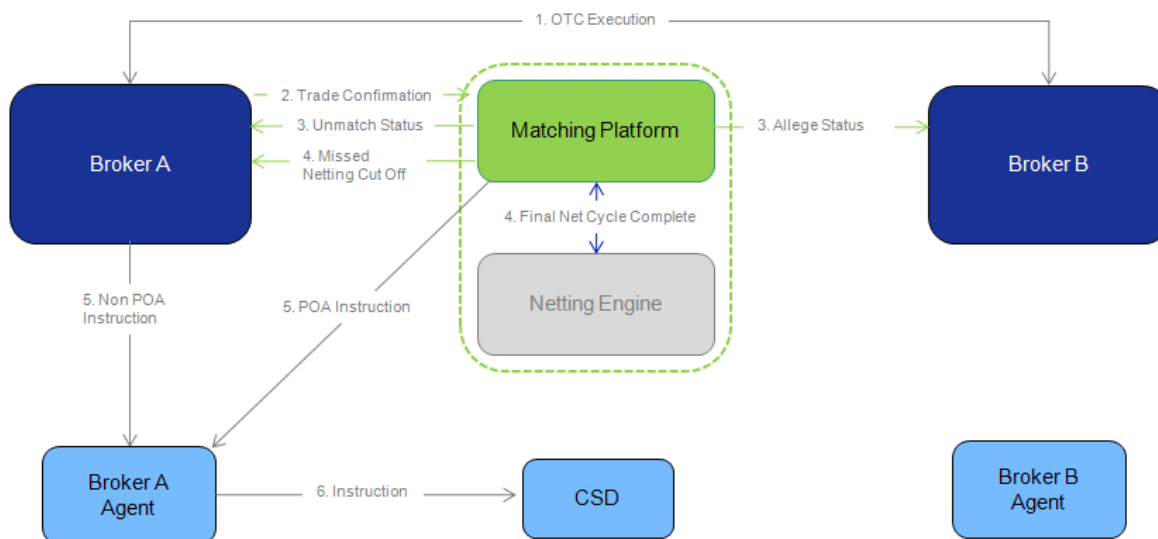 1. OTC Execution
Broker A
2. Trade Confirmation
3. Unmatch Status
4. Missed
Netting Cut Off
Matching Platform
3. Allege Status
Broker B
4. Final Net Cycle Complete
Netting Engine
5. Non POA
Instruction
5. POA Instruction
Broker A
Agent
6. Instruction
CSD
Broker B
Agent